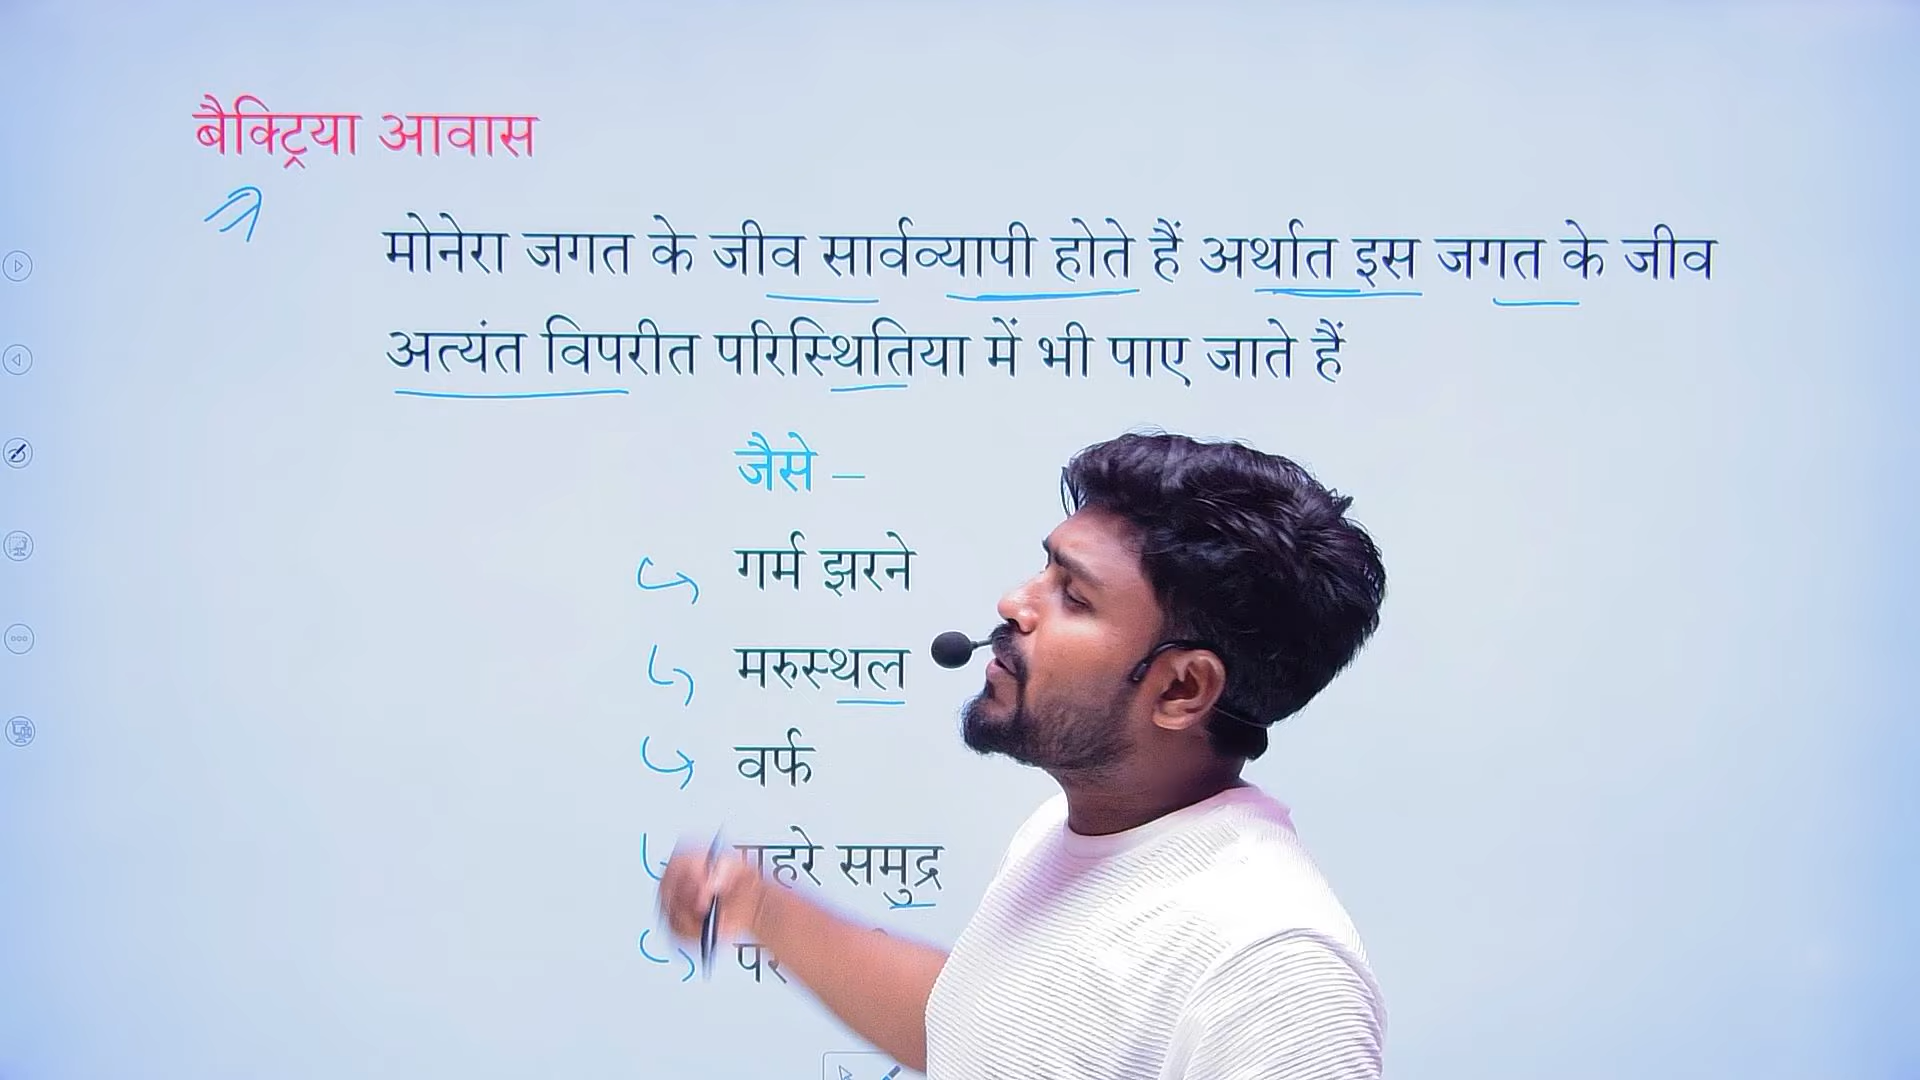 बैक्ट्रिया आवास
मोनेरा जगत के जीव सार्वव्यापी होते हैं अर्थात इस जगत के जीव
अत्यंत विपरीत परिस्थितिया में भी पाए जाते हैं
जैसे –
गर्म झरने
मरुस्थल
वर्फ
समुद्र